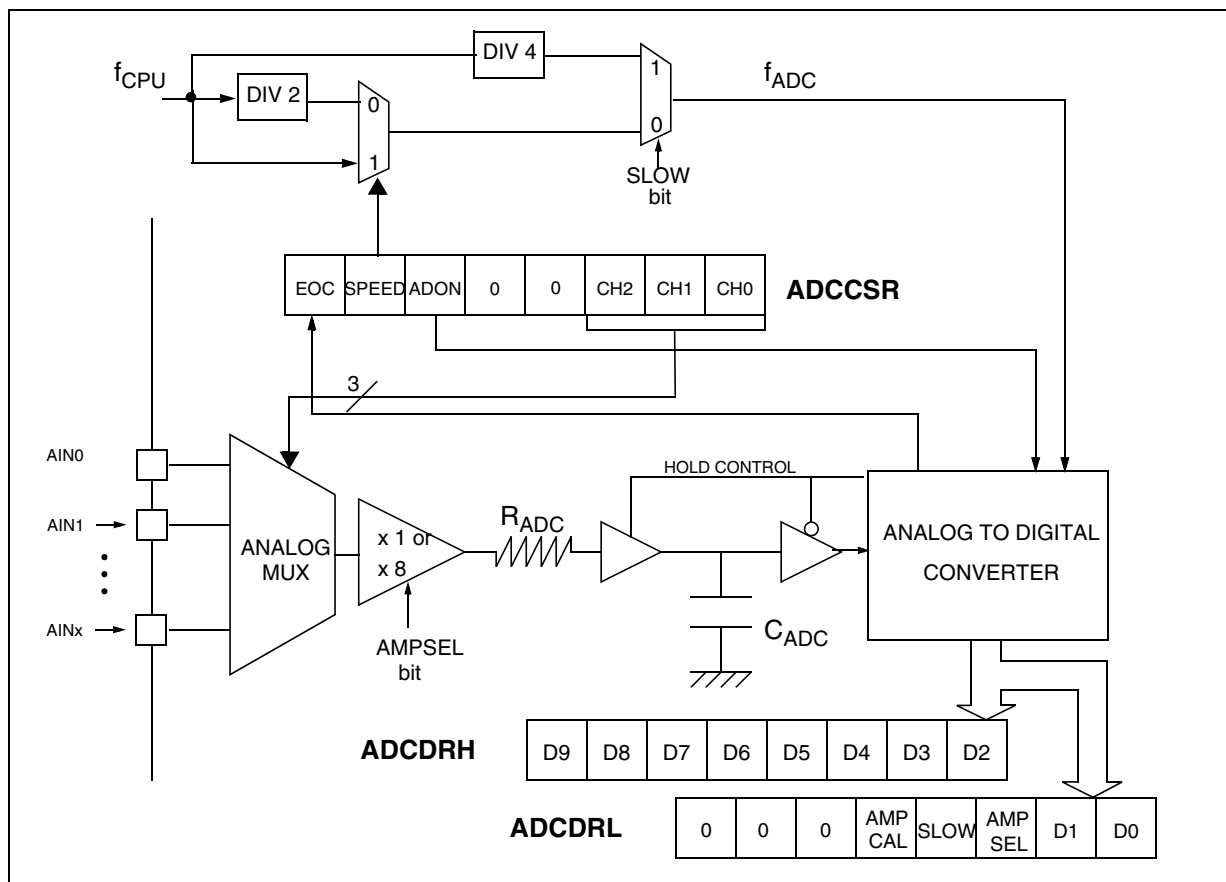 DIV 4
fCPU
1
fADC
DIV 2
0
0
1
SLOW
bit
EOC SPEED ADON 0 0 CH2 CH1 CH0 ADCCSR
3
AIN0
HOLD CONTROL
RADC
AIN1
x 1 or
x 8
ANALOG
MUX
ANALOG TO DIGITAL
CONVERTER
AINx
AMPSEL
bit
CADC
ADCDRH D9 D8 D7 D6 D5 D4 D3 D2
ADCDRL 0 0 0 AMP CAL SLOW AMP SEL D1 D0